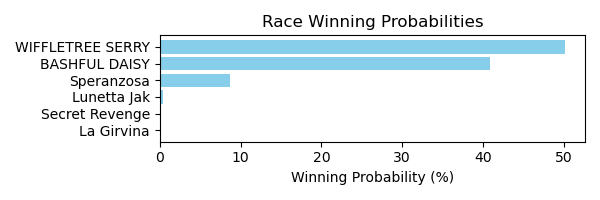 Race Winning Probabilities
WIFFLETREE SERRY
BASHFUL DAISY
Speranzosa
Lunetta Jak
Secret Revenge
La Girvina
0 10 20 30 40 50
Winning Probability (%)